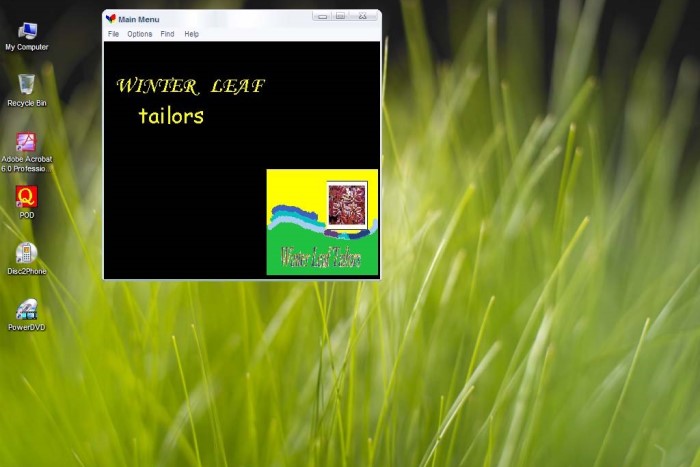 Main Menu
File Options Find Help
WINTER LEAF
tailors
Winter Leaf Tailors
My Computer
Recycle Bin
Adobe Acrobat
6.0 Professio...
Q
POD
Disc2Phone
PowerDVD